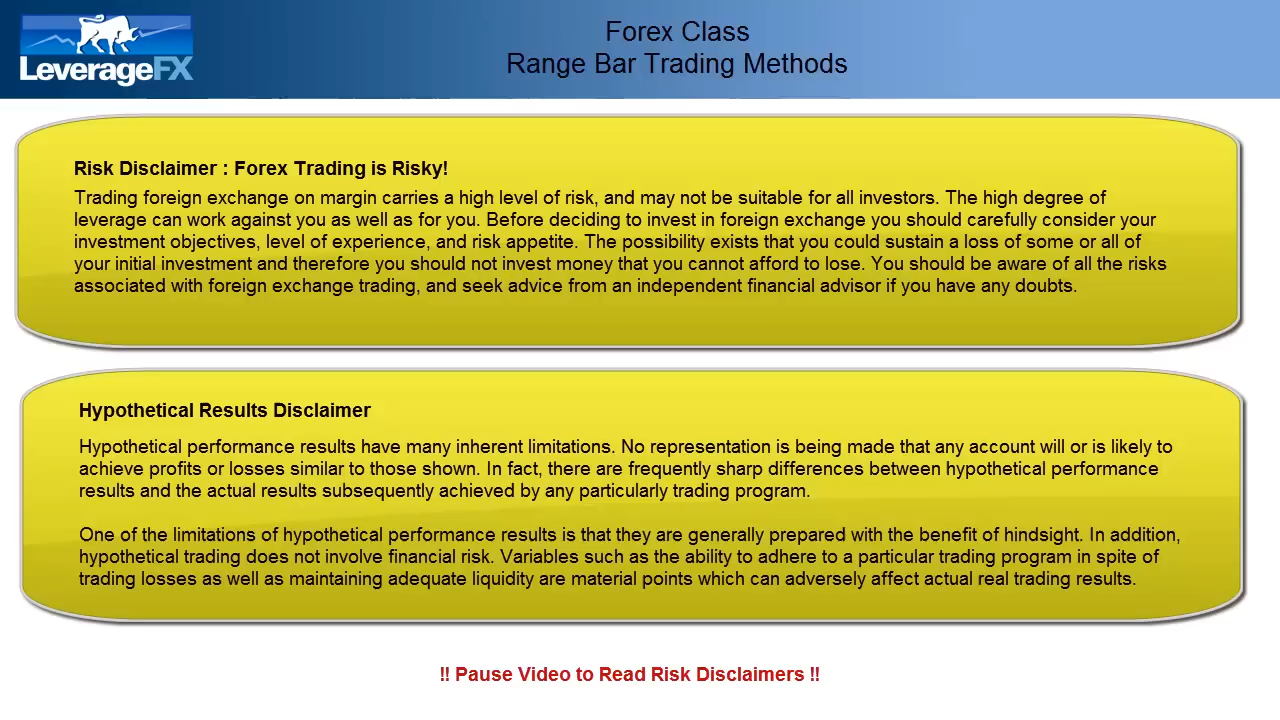 LeverageFX
Forex Class
Range Bar Trading Methods
Risk Disclaimer : Forex Trading is Risky!
Trading foreign exchange on margin carries a high level of risk, and may not be suitable for all investors. The high degree of
leverage can work against you as well as for you. Before deciding to invest in foreign exchange you should carefully consider your
investment objectives, level of experience, and risk appetite. The possibility exists that you could sustain a loss of some or all of
your initial investment and therefore you should not invest money that you cannot afford to lose. You should be aware of all the risks
associated with foreign exchange trading, and seek advice from an independent financial advisor if you have any doubts.
Hypothetical Results Disclaimer
Hypothetical performance results have many inherent limitations. No representation is being made that any account will or is likely to
achieve profits or losses similar to those shown. In fact, there are frequently sharp differences between hypothetical performance
results and the actual results subsequently achieved by any particularly trading program.
One of the limitations of hypothetical performance results is that they are generally prepared with the benefit of hindsight. In addition,
hypothetical trading does not involve financial risk. Variables such as the ability to adhere to a particular trading program in spite of
trading losses as well as maintaining adequate liquidity are material points which can adversely affect actual real trading results.
!! Pause Video to Read Risk Disclaimers !!